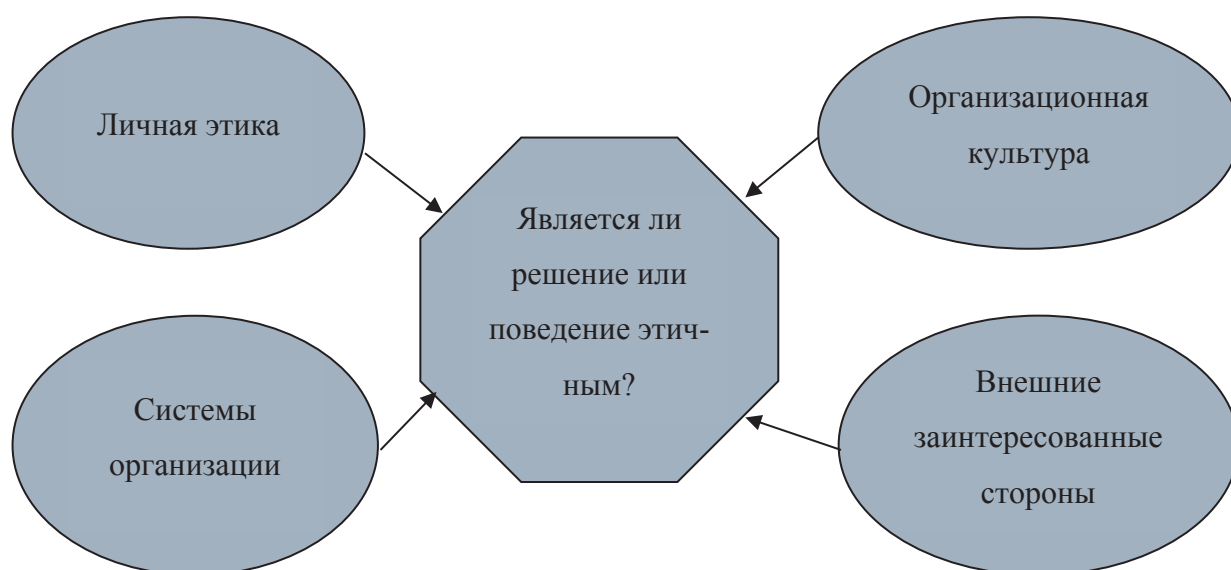 Личная этика
Организационная
культура
Является ли
решение или
поведение этич-
ным?
Системы
организации
Внешние
заинтересованные
стороны